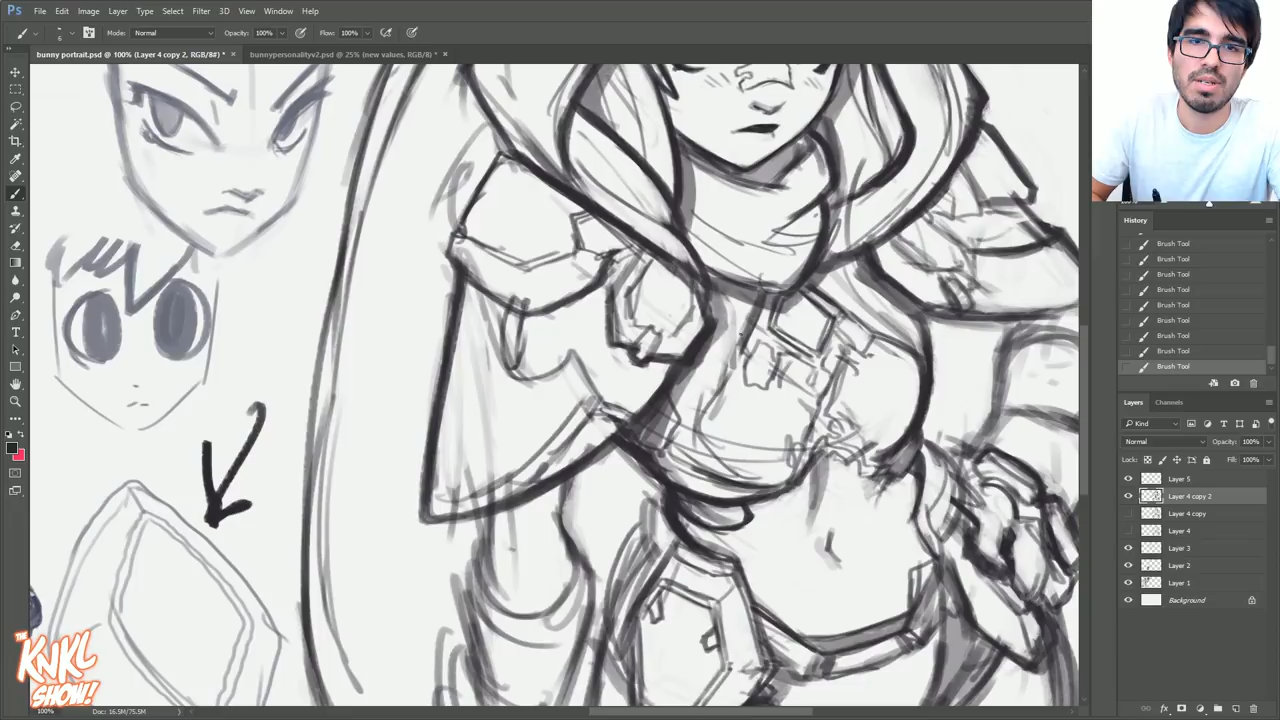 Ps File Edit Image Layer Type Select Filter 3D View Window Help
6 Mode: Normal Opacity: 100% Flow: 100%
bunny portrait.psd @ 100% (Layer 4 copy 2, RGB/8#) * × bunnypersonalityv2.psd @ 25% (new values, RGB/8) * ×
History
Brush Tool
Brush Tool
Brush Tool
Brush Tool
Brush Tool
Brush Tool
Brush Tool
Brush Tool
Brush Tool
Layers Channels
Kind
Normal Opacity: 100%
Lock: Fill: 100%
Layer 5
Layer 4 copy 2
Layer 4 copy
Layer 4
Layer 3
Layer 2
Layer 1
Background
THE
KNKL
SHOW!
100% Doc: 16.5M/75.5M